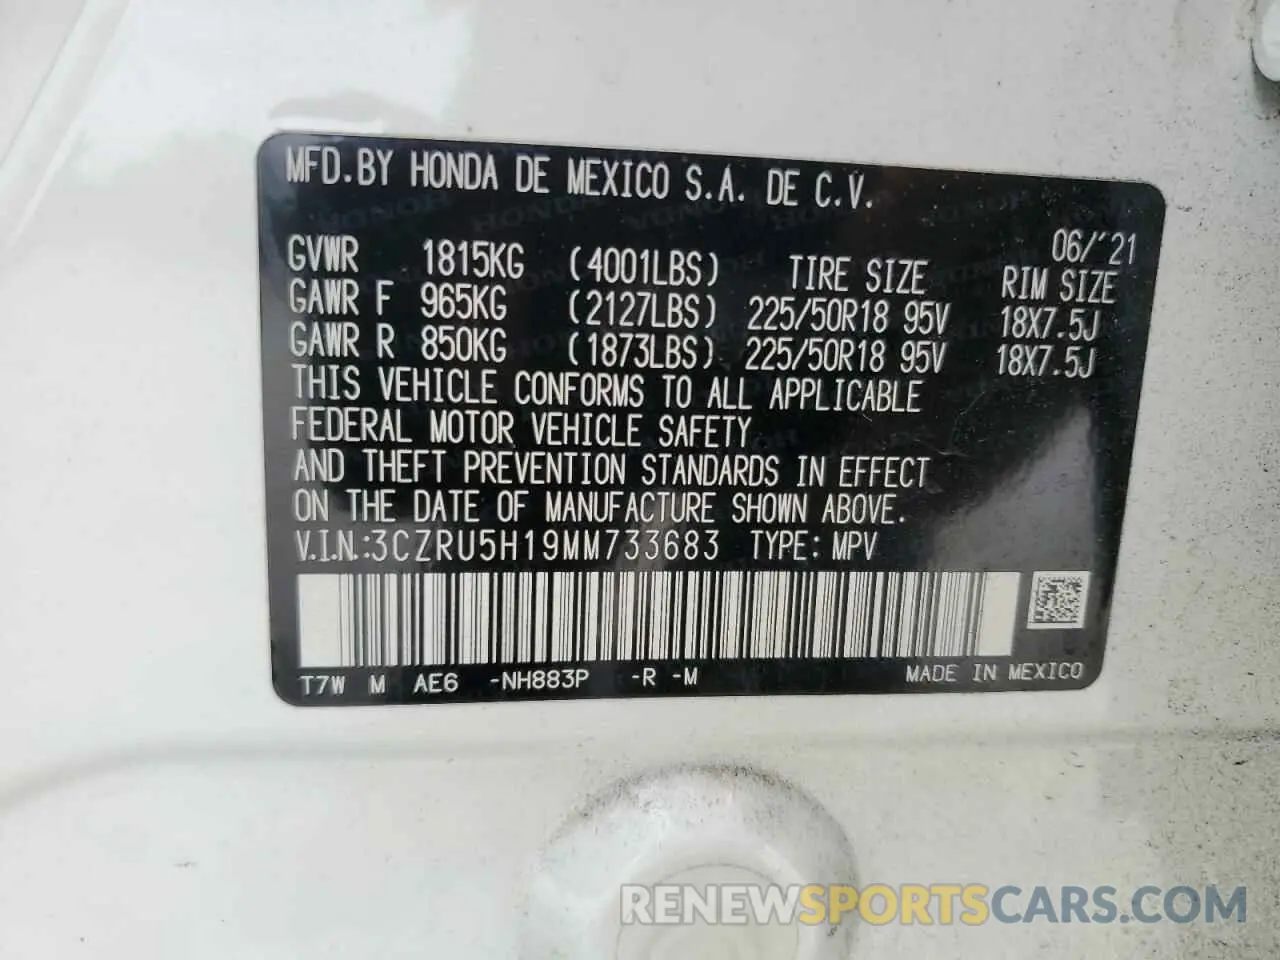 MFD.BY HONDA DE MEXICO S.A. DE C.V.
06/'21
GVWR 1815KG (4001LBS) TIRE SIZE RIM SIZE
GAWR F 965KG (2127LBS) 225/50R18 95V 18X7.5J
GAWR R 850KG (1873LBS) 225/50R18 95V 18X7.5J
THIS VEHICLE CONFORMS TO ALL APPLICABLE
FEDERAL MOTOR VEHICLE SAFETY
AND THEFT PREVENTION STANDARDS IN EFFECT
ON THE DATE OF MANUFACTURE SHOWN ABOVE.
V.I.N.:3CZRU5H19MM733683 TYPE: MPV
T7W M AE6 -NH883P -R -M MADE IN MEXICO
RENEWSPORTSCARS.COM